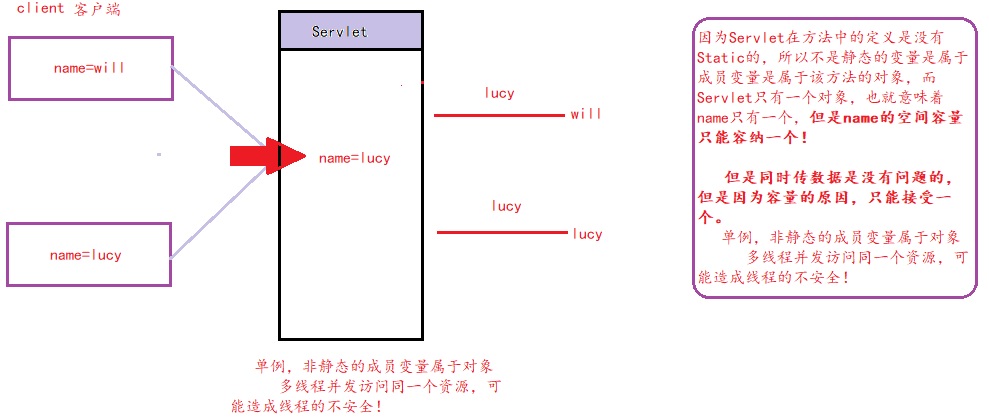 client 客户端
name=will
name=lucy
Servlet
name=lucy
lucy
will
lucy
lucy
单例，非静态的成员变量属于对象
多线程并发访问同一个资源，可
能造成线程的不安全！
因为Servlet在方法中的定义是没有
Static的，所以不是静态的变量是属于
成员变量是属于该方法的对象，而
Servlet只有一个对象，也就意味着
name只有一个，但是name的空间容量
只能容纳一个！
但是同时传数据是没有问题的，
但是因为容量的原因，只能接受一
个。
单例，非静态的成员变量属于对象
多线程并发访问同一个资源，可
能造成线程的不安全！